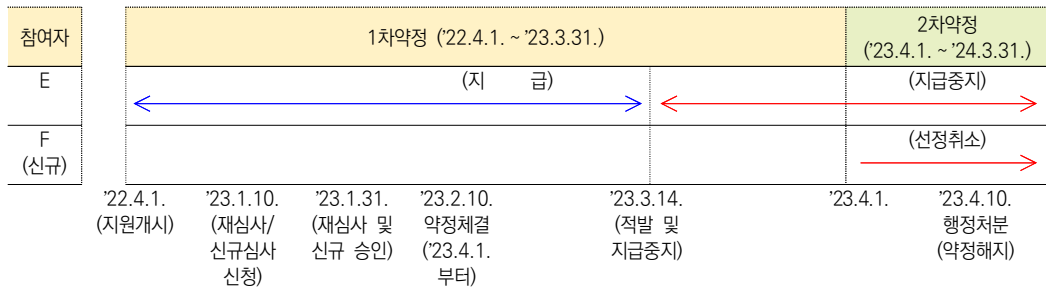 참여자
1차약정 ('22.4.1. ~ '23.3.31.)
2차약정
('23.4.1. ~ '24.3.31.)
E
(지 급)
(지급중지)
F
(신규)
(선정취소)
'22.4.1.
(지원개시)
'23.1.10.
(재심사/
신규심사
신청)
'23.1.31.
(재심사 및
신규 승인)
'23.2.10.
약정체결
('23.4.1.
부터)
'23.3.14.
(적발 및
지급중지)
'23.4.1.
'23.4.10.
행정처분
(약정해지)